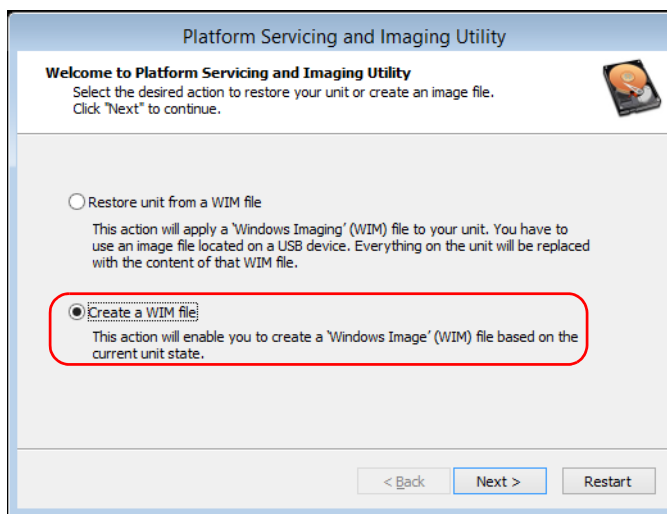 Platform Servicing and Imaging Utility
Welcome to Platform Servicing and Imaging Utility
Select the desired action to restore your unit or create an image file.
Click "Next" to continue.
Restore unit from a WIM file
This action will apply a 'Windows Imaging' (WIM) file to your unit. You have to
use an image file located on a USB device. Everything on the unit will be replaced
with the content of that WIM file.
Create a WIM file
This action will enable you to create a 'Windows Image' (WIM) file based on the
current unit state.
< Back
Next >
Restart